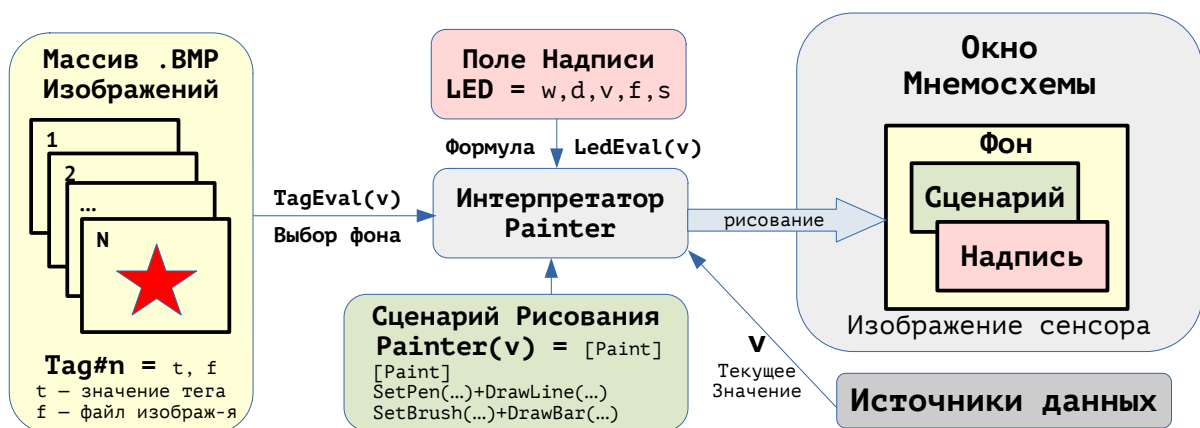 Массив .BMP
Изображений
1
2
...
N
Tag#n = t, f
t — значение тега
f — файл изображ-я
Поле Надписи
LED = w,d,v,f,s
Формула LedEval(v)
TagEval(v)
Выбор фона
Интерпретатор
Painter
рисование
Сценарий Рисования
Painter(v) = [Paint]
[Paint]
SetPen(…)+DrawLine(…)
SetBrush(…)+DrawBar(…)
Окно
Мнемосхемы
Фон
Сценарий
Надпись
Изображение сенсора
v
Текущее
Значение
Источники данных